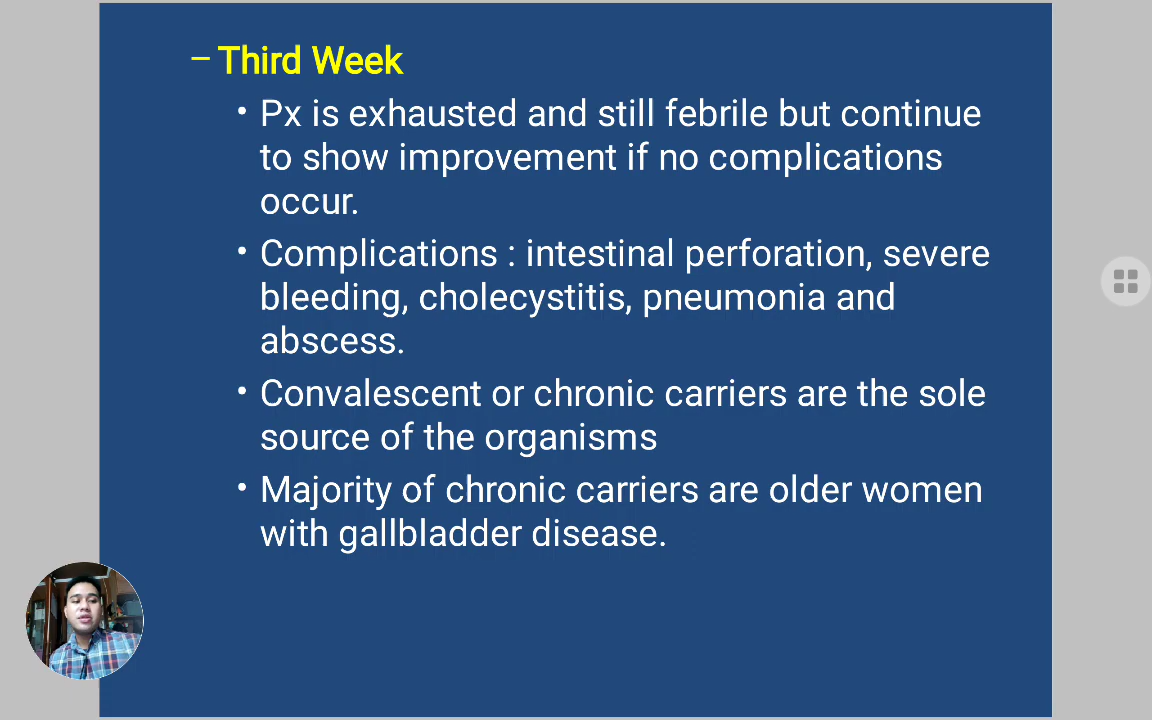 – Third Week
• Px is exhausted and still febrile but continue
to show improvement if no complications
occur.
• Complications : intestinal perforation, severe
bleeding, cholecystitis, pneumonia and
abscess.
• Convalescent or chronic carriers are the sole
source of the organisms
• Majority of chronic carriers are older women
with gallbladder disease.